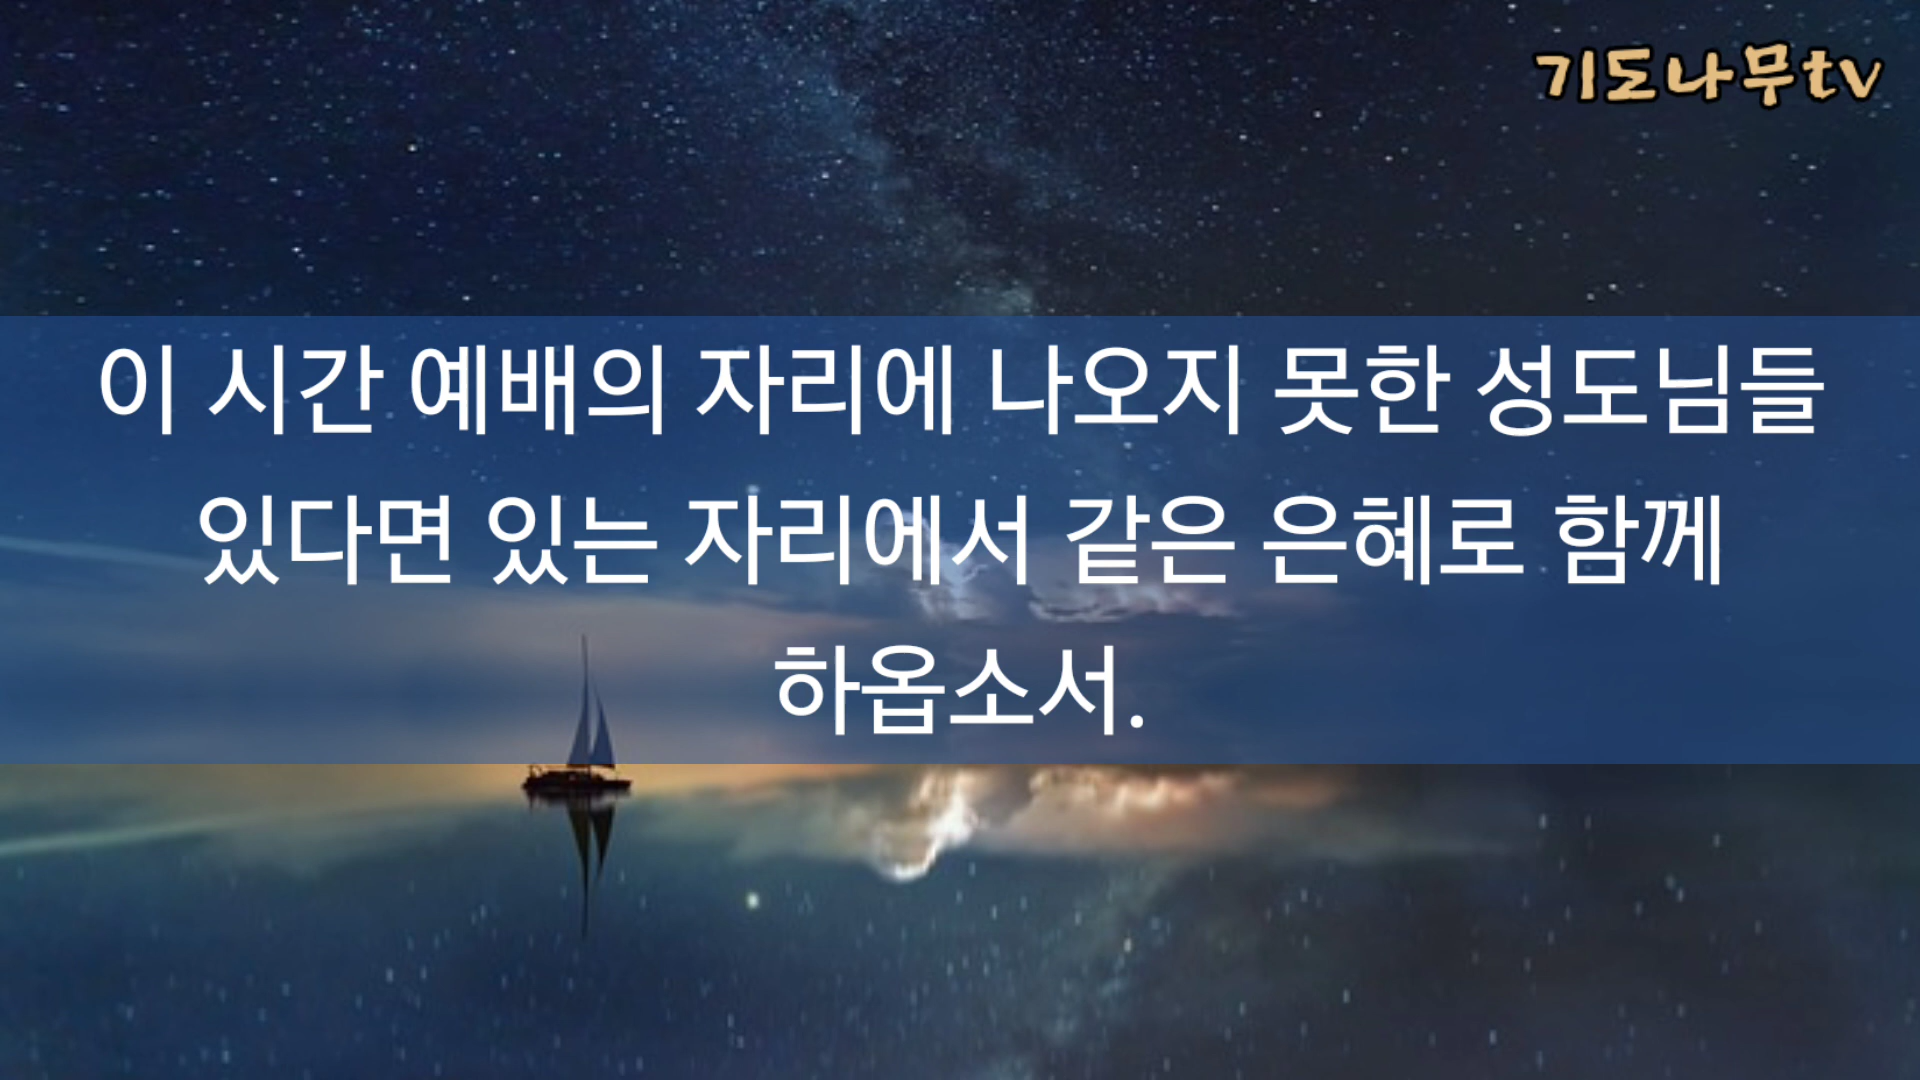 기도나무tv
이 시간 예배의 자리에 나오지 못한 성도님들
있다면 있는 자리에서 같은 은혜로 함께
하옵소서.